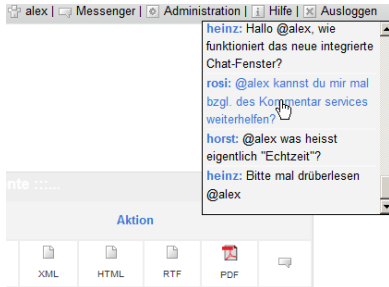 alex | Messenger | Administration | Hilfe | Ausloggen
heinz: Hallo @alex, wie
funktioniert das neue integrierte
Chat-Fenster?
rosi: @alex kannst du mir mal
bzgl. des Kommentar services
weiterhelfen?
horst: @alex was heisst
eigentlich "Echtzeit"?
heinz: Bitte mal drüberlesen
@alex
nte :::...
Aktion
XML HTML RTF PDF